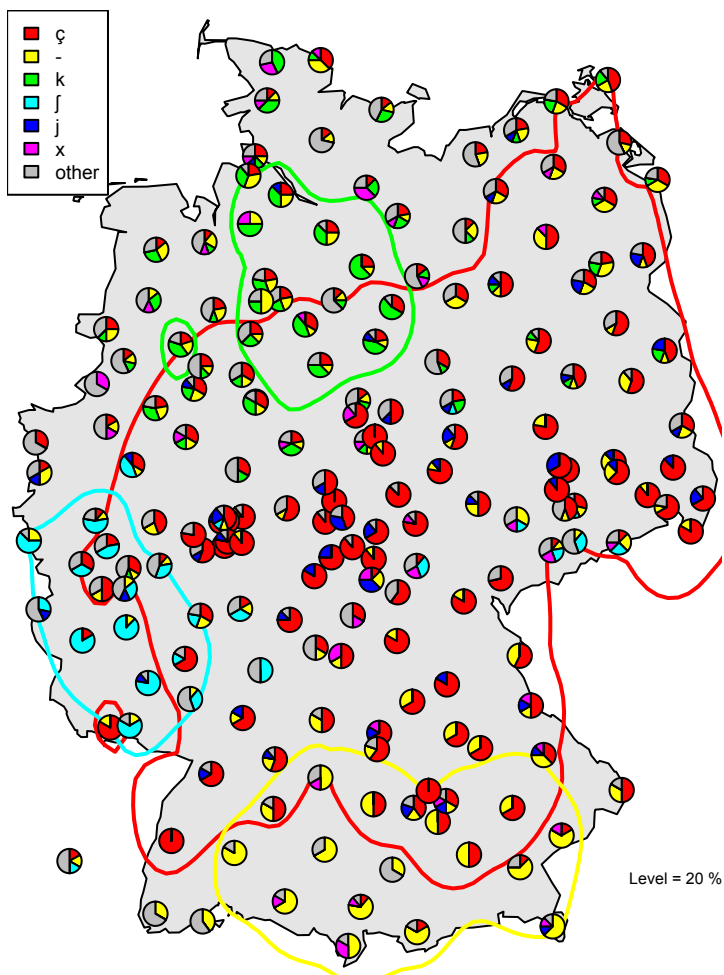 ç
-
k
ʃ
j
x
other
Level = 20 %